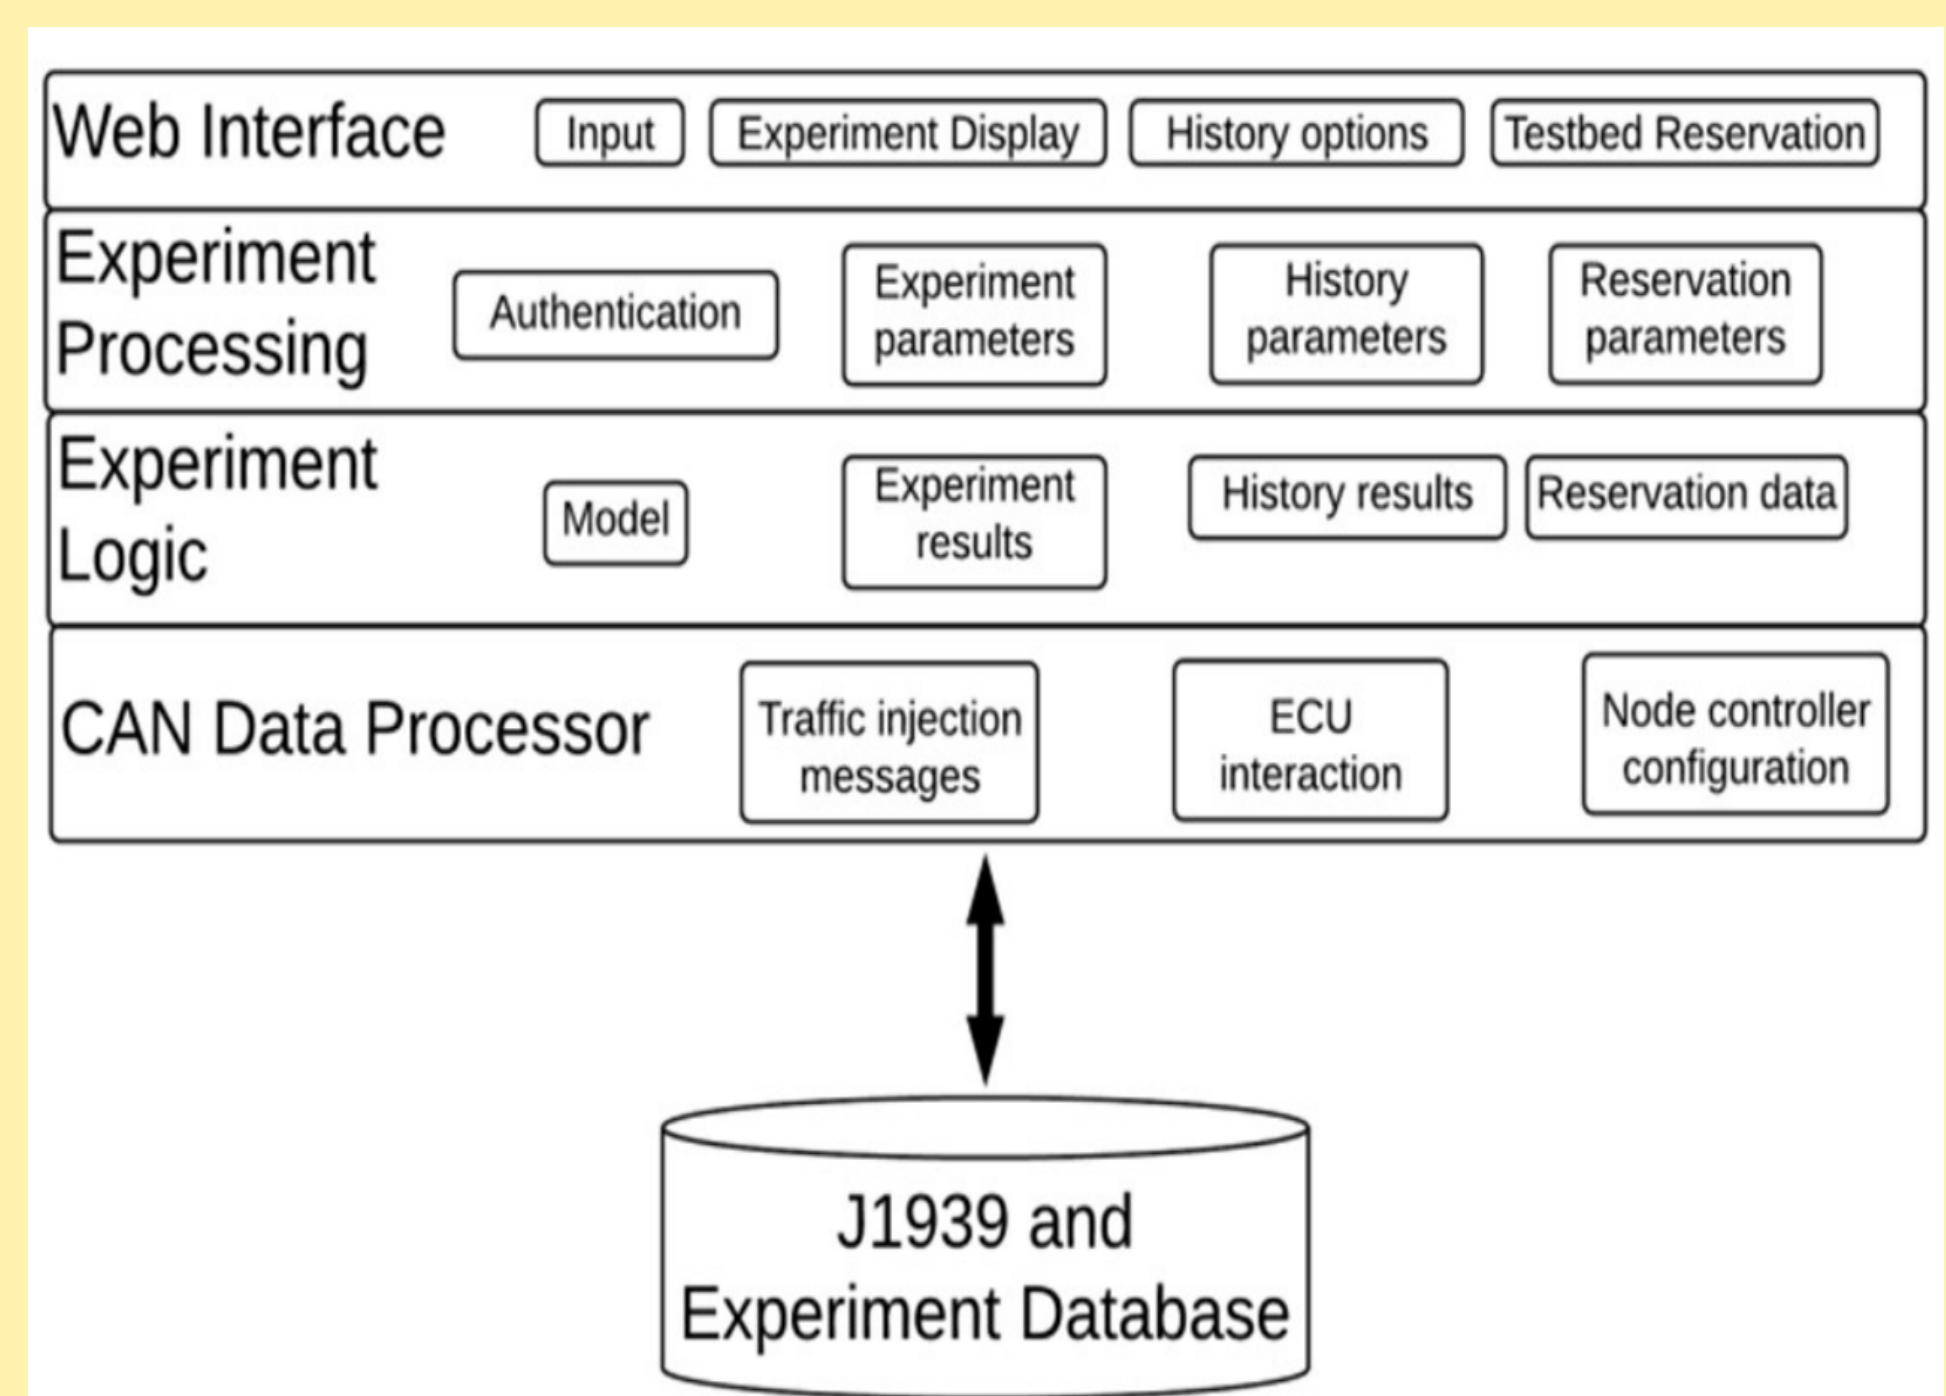 Web Interface
Input
Experiment Display
History options
Testbed Reservation
Experiment
Processing
Authentication
Experiment
parameters
History
parameters
Reservation
parameters
Experiment
Logic
Model
Experiment
results
History results
Reservation data
CAN Data Processor
Traffic injection
messages
ECU
interaction
Node controller
configuration
J1939 and
Experiment Database